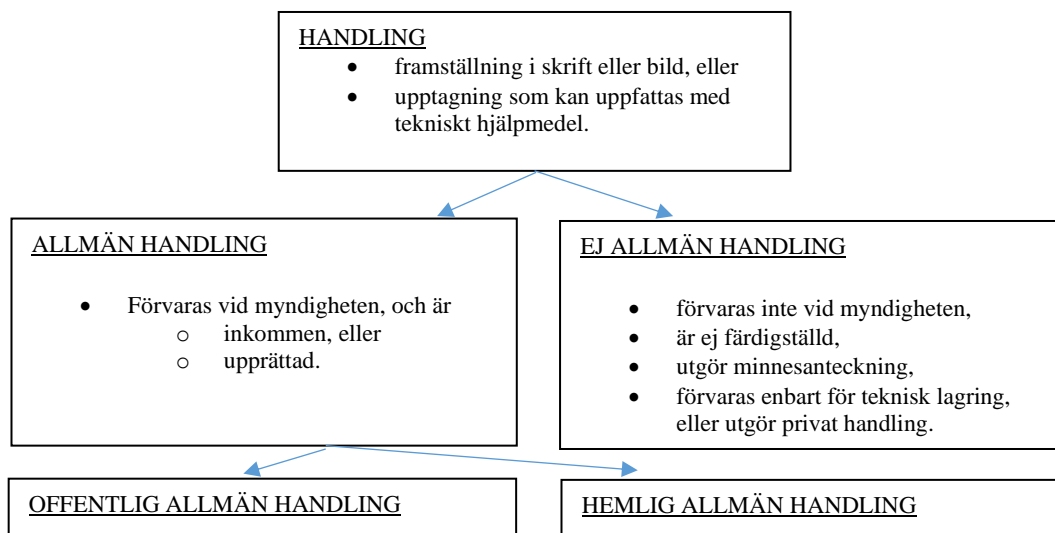 HANDLING
• framställning i skrift eller bild, eller
• upptagning som kan uppfattas med
tekniskt hjälpmedel.
ALLMÄN HANDLING
• Förvaras vid myndigheten, och är
o inkommen, eller
o upprättad.
EJ ALLMÄN HANDLING
• förvaras inte vid myndigheten,
• är ej färdigställd,
• utgör minnesanteckning,
• förvaras enbart för teknisk lagring,
eller utgör privat handling.
OFFENTLIG ALLMÄN HANDLING
HEMLIG ALLMÄN HANDLING